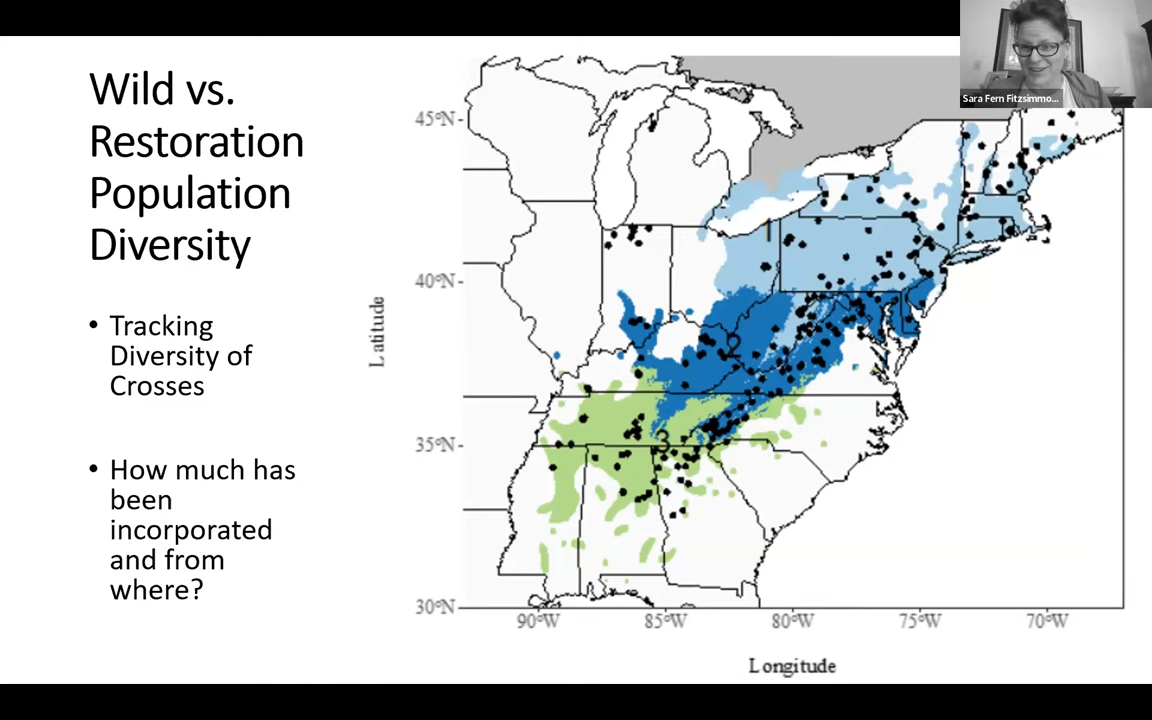 Wild vs.
Restoration
Population
Diversity
• Tracking
Diversity of
Crosses
• How much has
been
incorporated
and from
where?
Sara Fern Fitzsimmo...
45°N
40°N
35°N
30°N
Latitude
1
2
3
90°W 85°W 80°W 75°W 70°W
Longitude